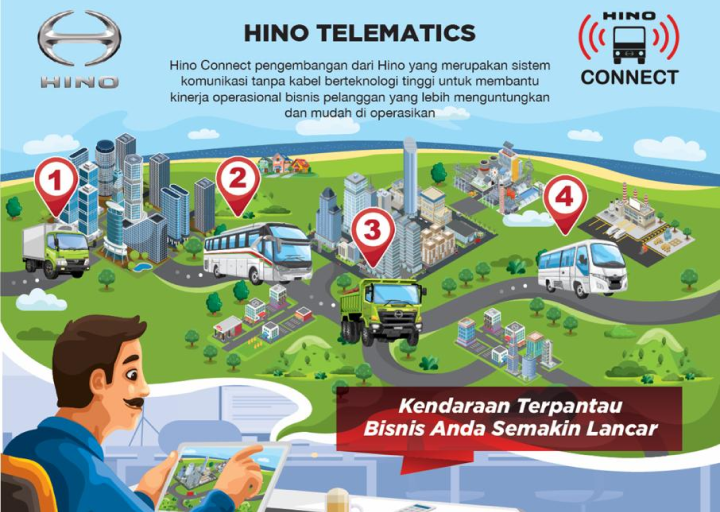 HINO
HINO TELEMATICS
Hino Connect pengembangan dari Hino yang merupakan sistem
komunikasi tanpa kabel berteknologi tinggi untuk membantu
kinerja operasional bisnis pelanggan yang lebih menguntungkan
dan mudah di operasikan
HINO
CONNECT
1
2
3
4
Kendaraan Terpantau
Bisnis Anda Semakin Lancar